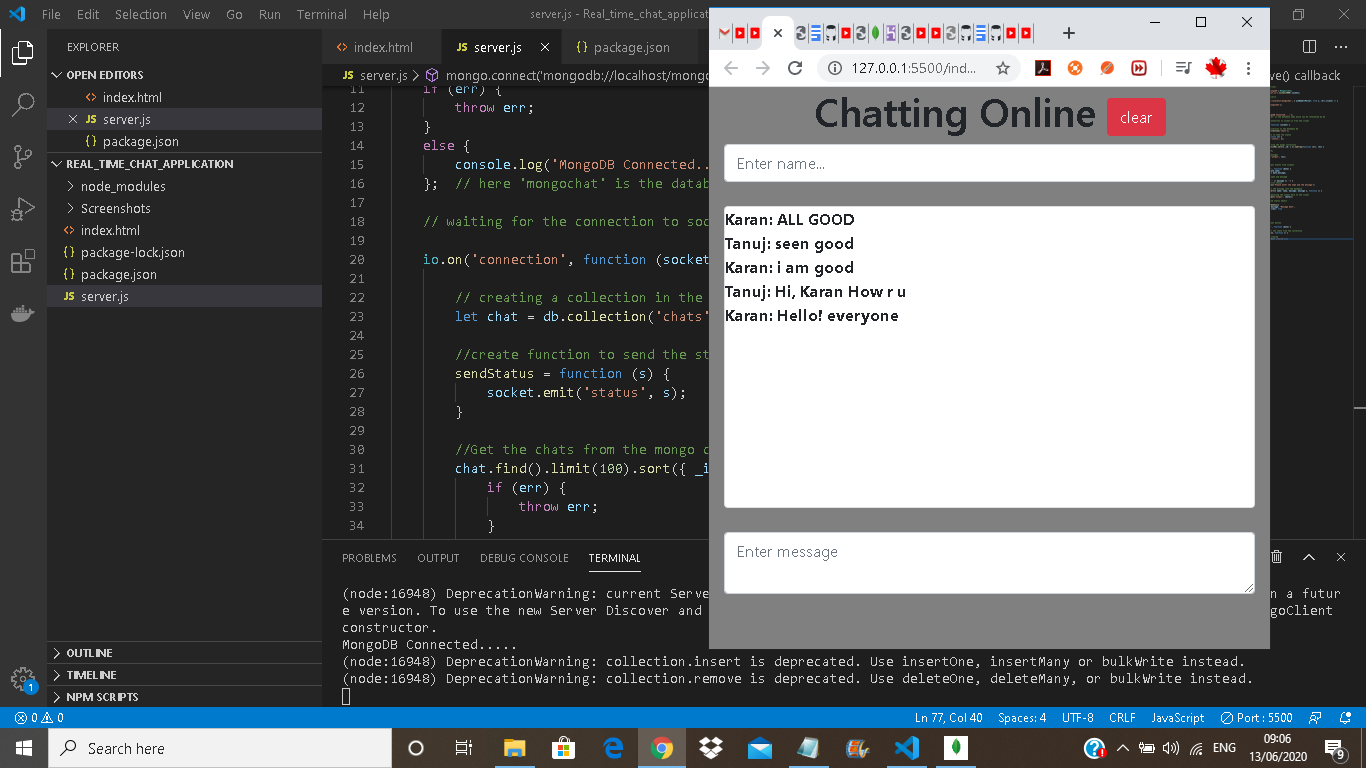 File Edit Selection View Go Run Terminal Help
server.js - Real_time_chat_applicat
EXPLORER
OPEN EDITORS
index.html
JS server.js
{} package.json
REAL_TIME_CHAT_APPLICATION
node_modules
Screenshots
index.html
{} package-lock.json
{} package.json
JS server.js
OUTLINE
TIMELINE
NPM SCRIPTS
index.html JS server.js {} package.json
JS server.js > mongo.connect('mongodb://localhost/mongo
ve() callback
11 if (err) {
12 throw err;
13 }
14 else {
15 console.log('MongoDB Connected..
16 }; // here 'mongochat' is the datab
17
18 // waiting for the connection to soc
19
20 io.on('connection', function (socket
21
22 // creating a collection in the
23 let chat = db.collection('chats'
24
25 //create function to send the st
26 sendStatus = function (s) {
27 socket.emit('status', s);
28 }
29
30 //Get the chats from the mongo c
31 chat.find().limit(100).sort({ _i
32 if (err) {
33 throw err;
34 }
127.0.0.1:5500/ind...
Chatting Online clear
Enter name...
Karan: ALL GOOD
Tanuj: seen good
Karan: i am good
Tanuj: Hi, Karan How r u
Karan: Hello! everyone
Enter message
PROBLEMS OUTPUT DEBUG CONSOLE TERMINAL
(node:16948) DeprecationWarning: current Serve
n a futur
e version. To use the new Server Discover and
ngoClient
constructor.
MongoDB Connected.....
(node:16948) DeprecationWarning: collection.insert is deprecated. Use insertOne, insertMany or bulkWrite instead.
(node:16948) DeprecationWarning: collection.remove is deprecated. Use deleteOne, deleteMany, or bulkWrite instead.
1
0 0 Ln 77, Col 40 Spaces: 4 UTF-8 CRLF JavaScript Port : 5500
Search here
ENG
09:06
13/06/2020
9